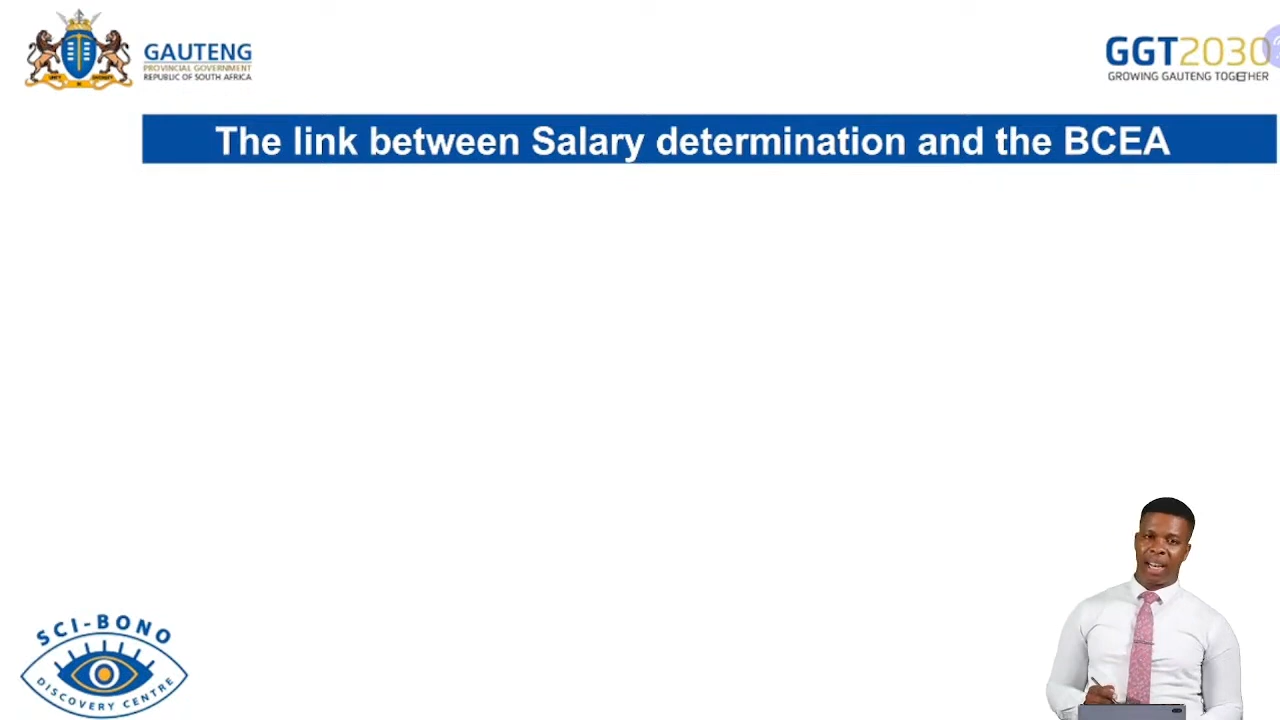 GAUTENG
PROVINCIAL GOVERNMENT
REPUBLIC OF SOUTH AFRICA
GGT2030
GROWING GAUTENG TOGETHER
The link between Salary determination and the BCEA
SCI-BONO
DISCOVERY CENTRE